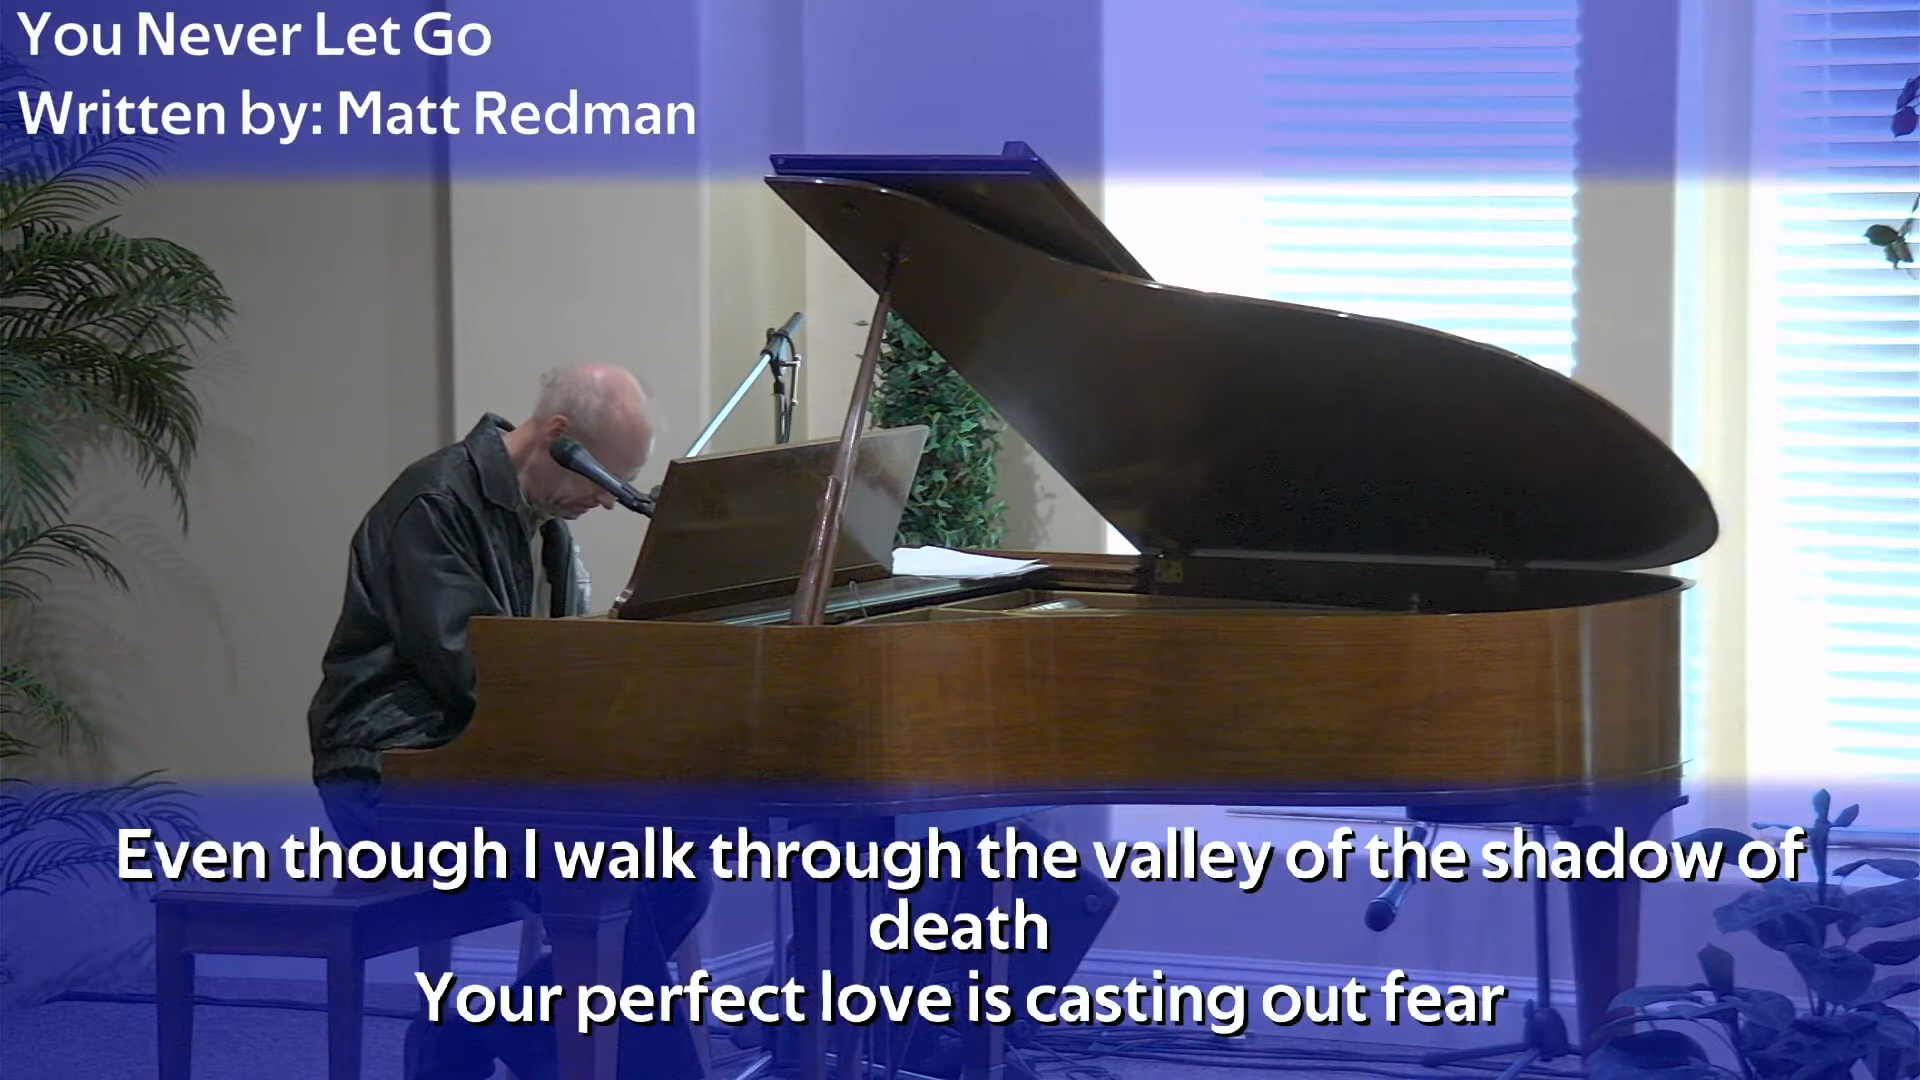 You Never Let Go
Written by: Matt Redman
Even though I walk through the valley of the shadow of
death
Your perfect love is casting out fear